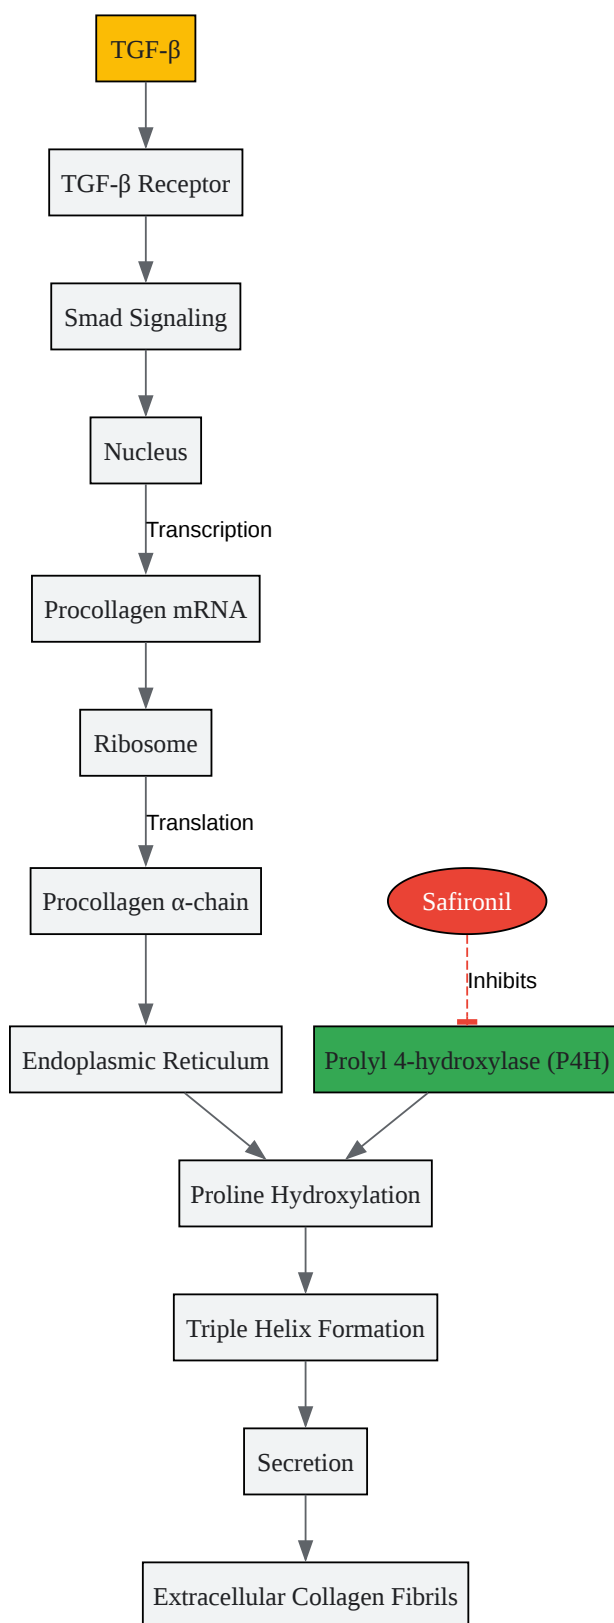 TGF-β
TGF-β Receptor
Smad Signaling
Nucleus
Transcription
Procollagen mRNA
Ribosome
Translation
Procollagen α-chain
Safironil
Inhibits
Endoplasmic Reticulum
Prolyl 4-hydroxylase (P4H)
Proline Hydroxylation
Triple Helix Formation
Secretion
Extracellular Collagen Fibrils